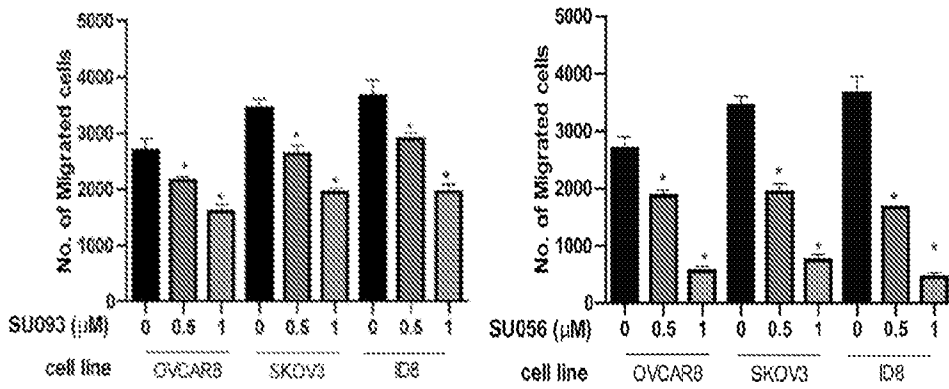 No. of Migrated cells
5000
4000
3000
2000
1000
0
* * * * * *
SU093 (μM) 0 0.5 1 0 0.5 1 0 0.5 1
cell line OVCAR8 SKOV3 ID8
No. of Migrated cells
5000
4000
3000
2000
1000
0
* * * * * *
SU056 (μM) 0 0.5 1 0 0.5 1 0 0.5 1
cell line OVCAR8 SKOV3 ID8